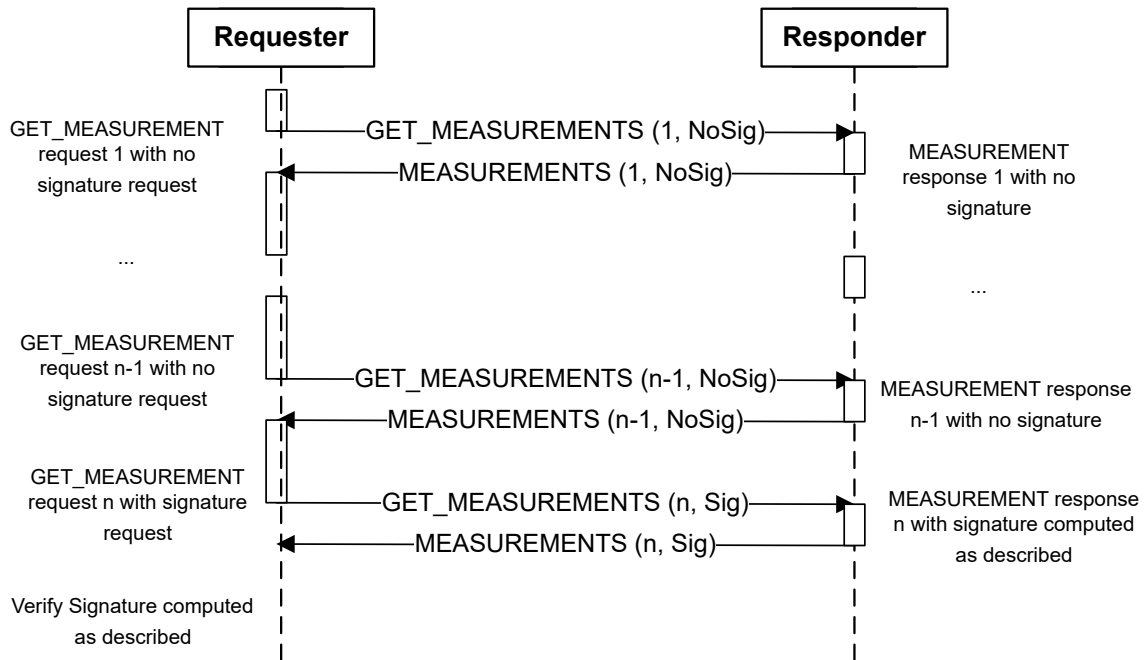 Requester
Responder
GET_MEASUREMENT
request 1 with no
signature request
GET_MEASUREMENTS (1, NoSig)
MEASUREMENTS (1, NoSig)
MEASUREMENT
response 1 with no
signature
...
...
GET_MEASUREMENT
request n-1 with no
signature request
GET_MEASUREMENTS (n-1, NoSig)
MEASUREMENTS (n-1, NoSig)
MEASUREMENT response
n-1 with no signature
GET_MEASUREMENT
request n with signature
request
GET_MEASUREMENTS (n, Sig)
MEASUREMENTS (n, Sig)
MEASUREMENT response
n with signature computed
as described
Verify Signature computed
as described